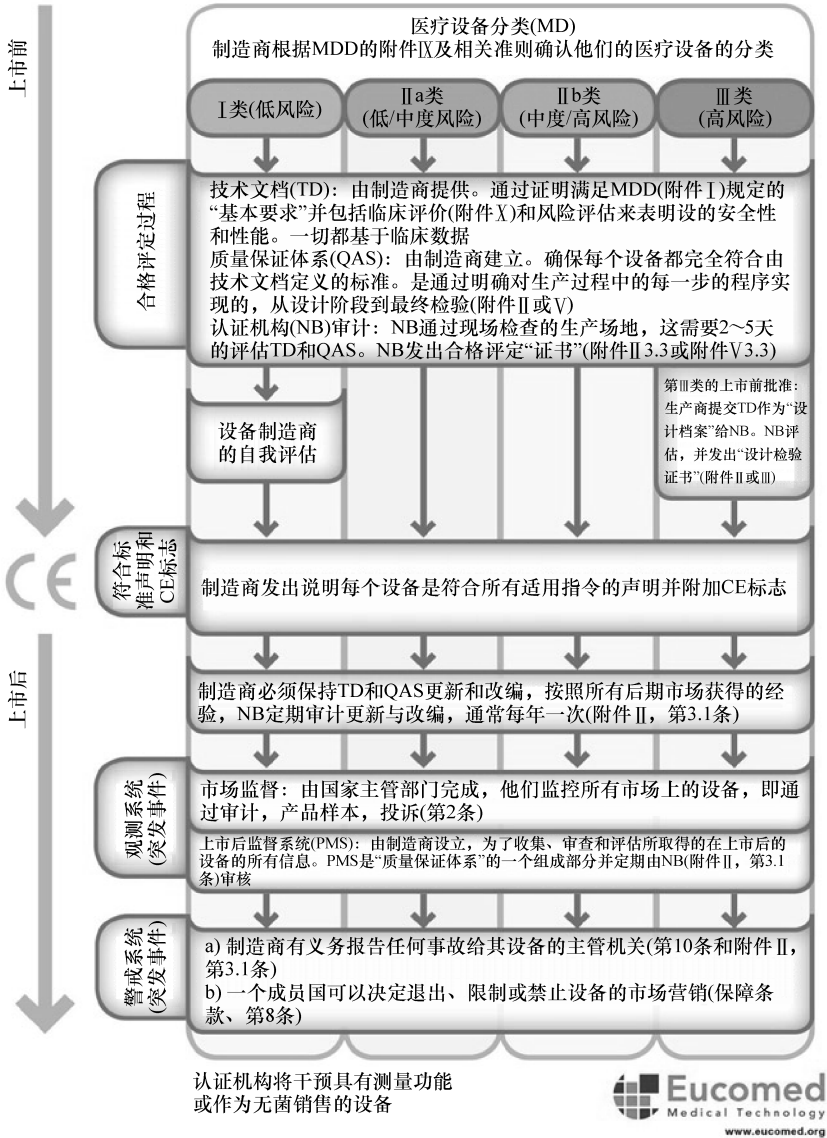 医疗设备分类(MD)
制造商根据MDD的附件Ⅸ及相关准则确认他们的医疗设备的分类
上市前
Ⅰ类(低风险)
Ⅱa类
(低/中度风险)
Ⅱb类
(中度/高风险)
Ⅲ类
(高风险)
合格评定过程
技术文档(TD)：由制造商提供。通过证明满足MDD(附件Ⅰ)规定的
“基本要求”并包括临床评价(附件Ⅹ)和风险评估来表明设的安全性
和性能。一切都基于临床数据
质量保证体系(QAS)：由制造商建立。确保每个设备都完全符合由
技术文档定义的标准。是通过明确对生产过程中的每一步的程序实
现的，从设计阶段到最终检验(附件Ⅱ或Ⅴ)
认证机构(NB)审计：NB通过现场检查的生产场地，这需要2～5天
的评估TD和QAS。NB发出合格评定“证书”(附件Ⅱ3.3或附件Ⅴ3.3)
设备制造商
的自我评估
第Ⅲ类的上市前批准：
生产商提交TD作为“设
计档案”给NB。NB评
估，并发出“设计检验
证书”(附件Ⅱ或Ⅲ)
CE
符合标
准声明和
CE标志
制造商发出说明每个设备是符合所有适用指令的声明并附加CE标志
上市后
制造商必须保持TD和QAS更新和改编，按照所有后期市场获得的经
验，NB定期审计更新与改编，通常每年一次(附件Ⅱ，第3.1条)
观测系统
(突发事件)
市场监督：由国家主管部门完成，他们监控所有市场上的设备，即通
过审计，产品样本，投诉(第2条)
上市后监督系统(PMS)：由制造商设立，为了收集、审查和评估所取得的在上市后的
设备的所有信息。PMS是“质量保证体系”的一个组成部分并定期由NB(附件Ⅱ，第3.1
条)审核
警戒系统
(突发事件)
a) 制造商有义务报告任何事故给其设备的主管机关(第10条和附件Ⅱ，
第3.1条)
b) 一个成员国可以决定退出、限制或禁止设备的市场营销(保障条
款、第8条)
认证机构将干预具有测量功能
或作为无菌销售的设备
Eucomed
Medical Technology
www.eucomed.org